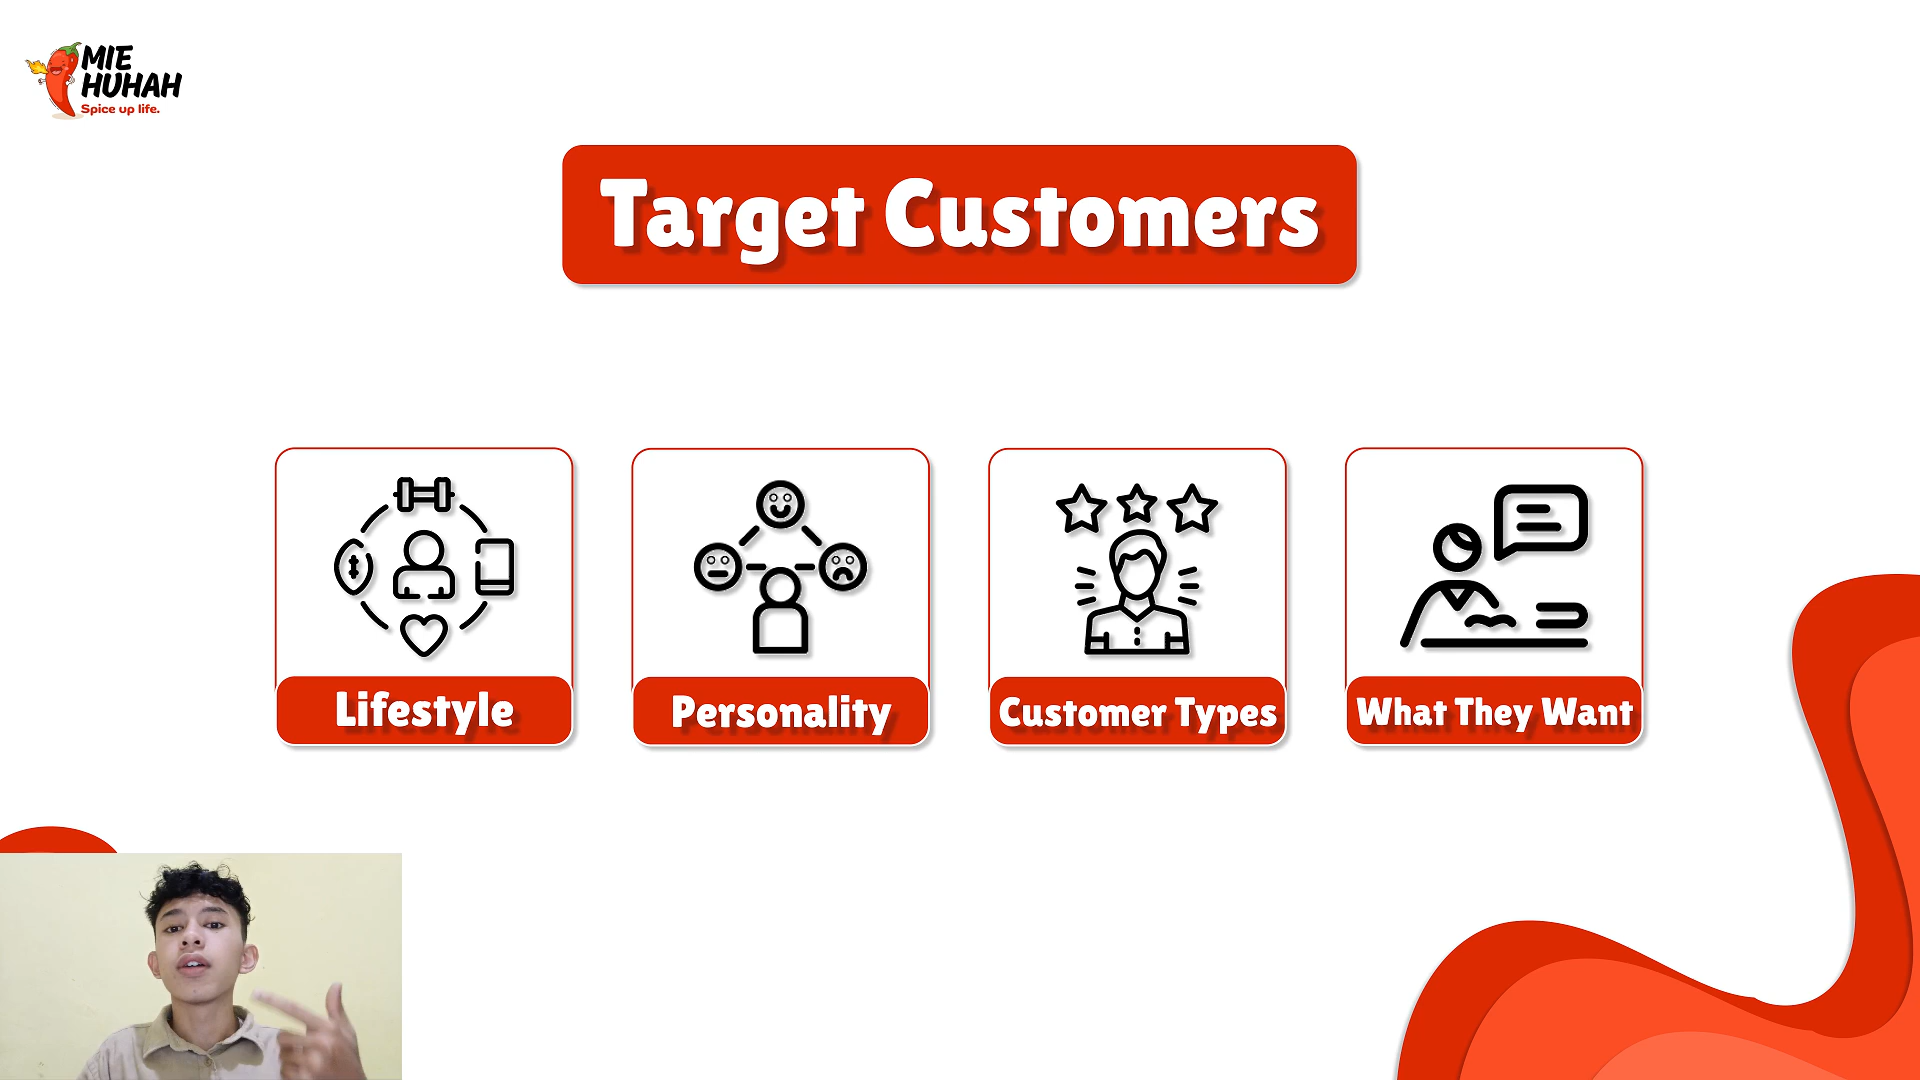 MIE
HUHAH
Spice up life.
Target Customers
Lifestyle
Personality
Customer Types
What They Want